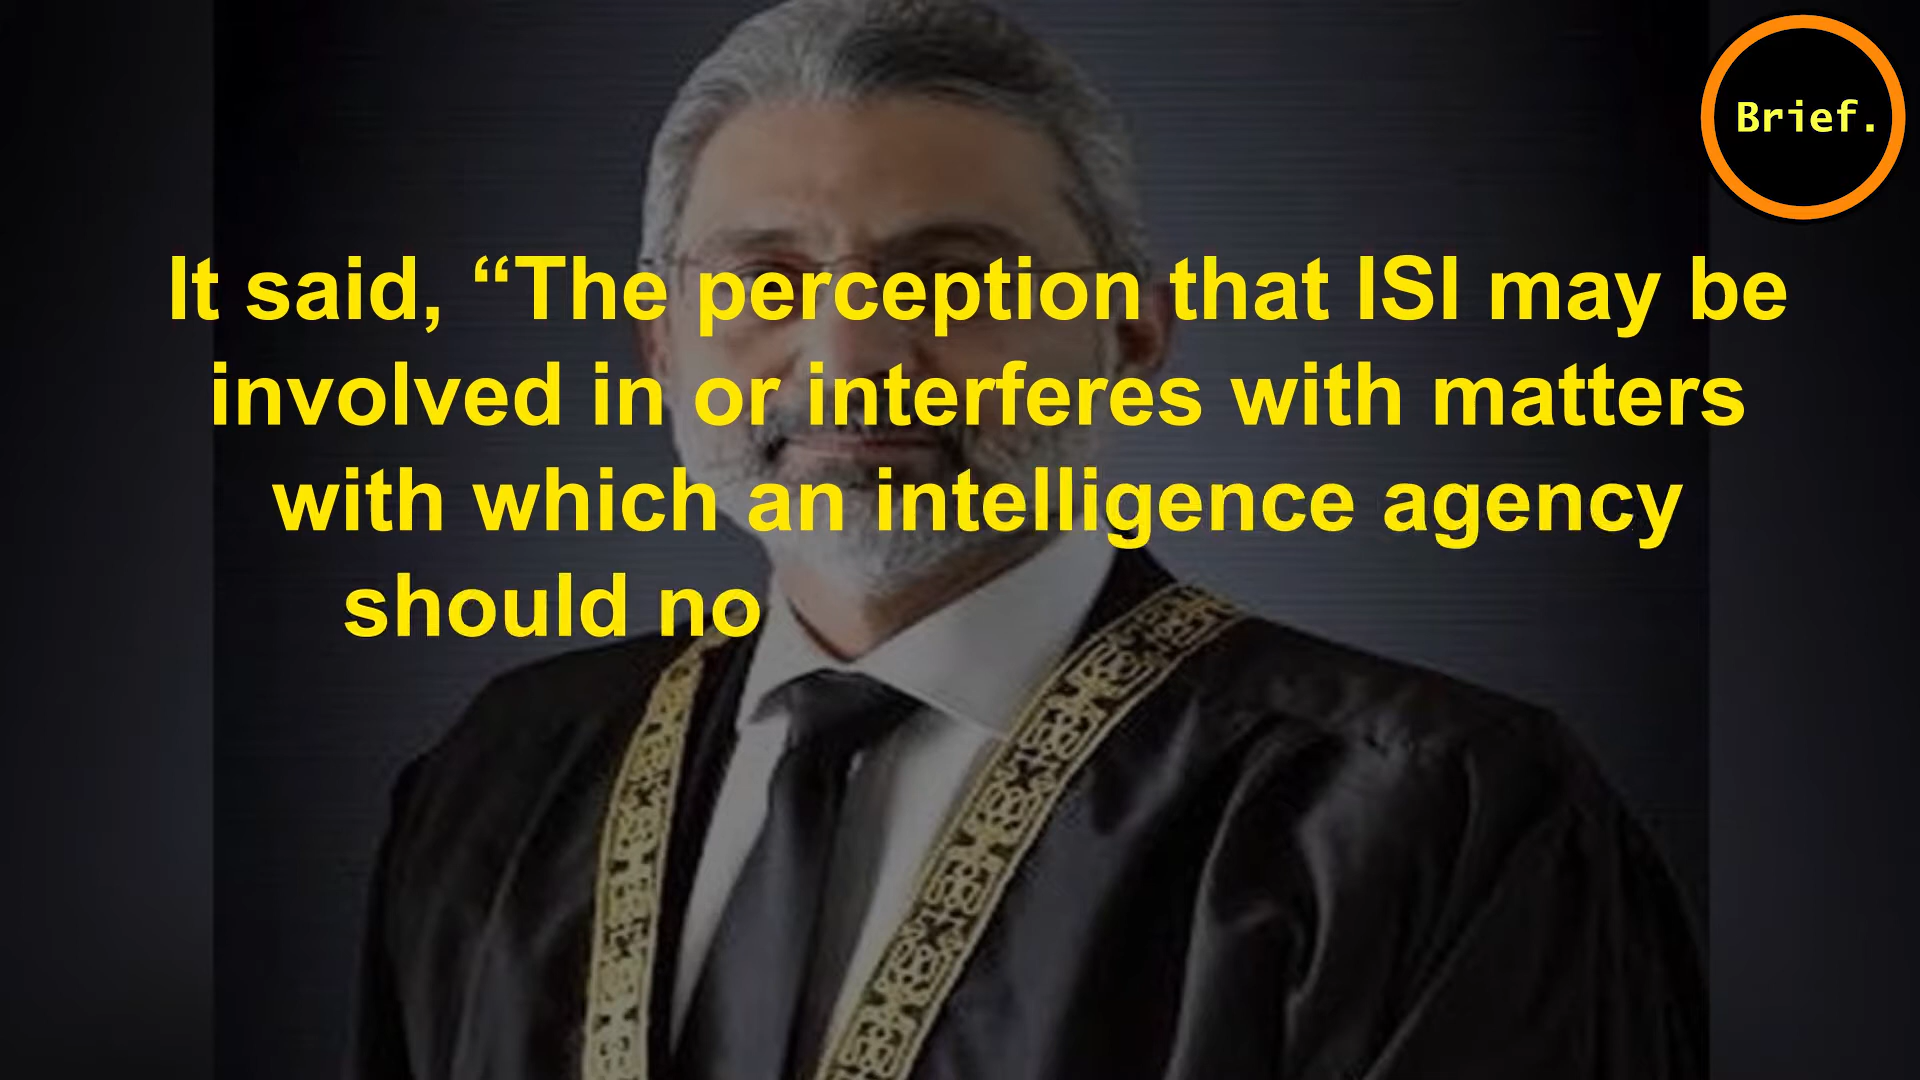 Brief.
It said, “The perception that ISI may be
involved in or interferes with matters
with which an intelligence agency
should no